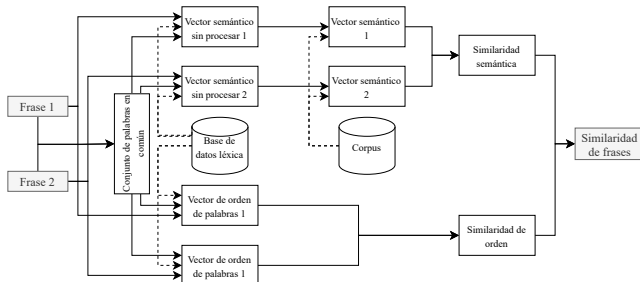 Vector semántico
sin procesar 1
Vector semántico
1
Similaridad
semántica
Vector semántico
sin procesar 2
Vector semántico
2
Frase 1
Conjunto de palabras en
común
Base de
datos léxica
Corpus
Similaridad
de frases
Frase 2
Vector de orden
de palabras 1
Similaridad de
orden
Vector de orden
de palabras 1